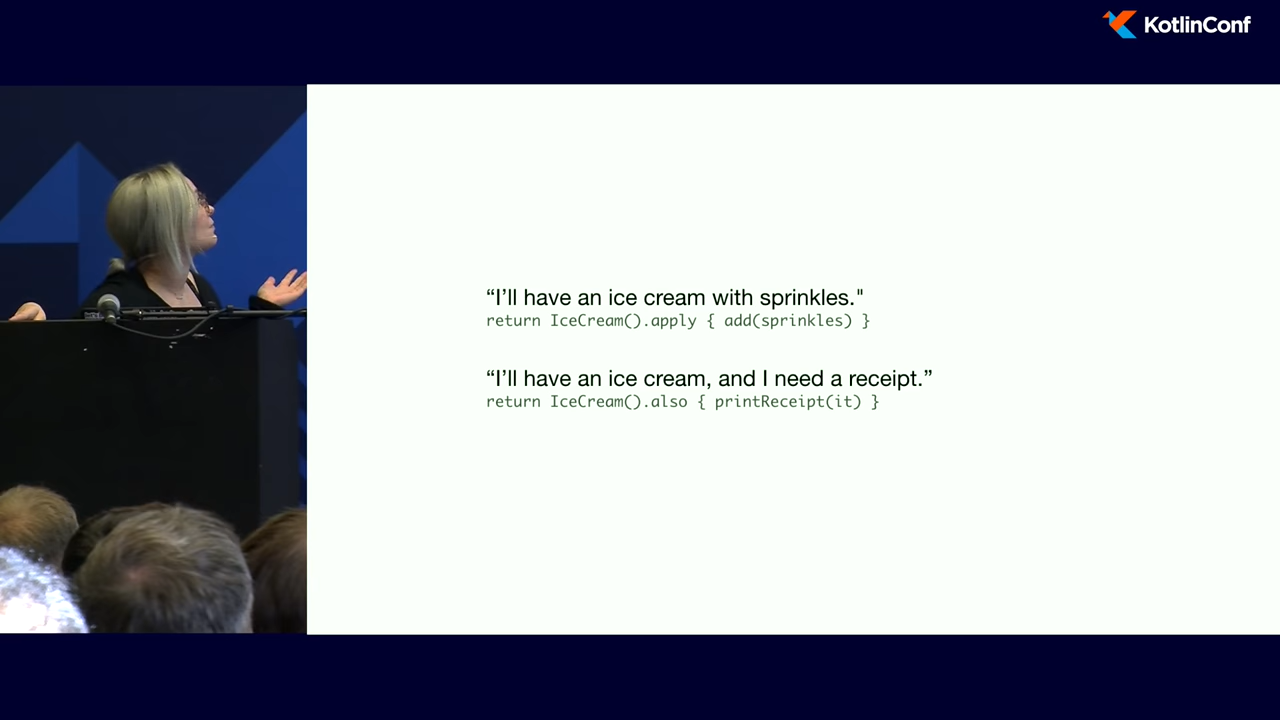 KotlinConf
“I’ll have an ice cream with sprinkles."
return IceCream().apply { add(sprinkles) }
“I’ll have an ice cream, and I need a receipt.”
return IceCream().also { printReceipt(it) }